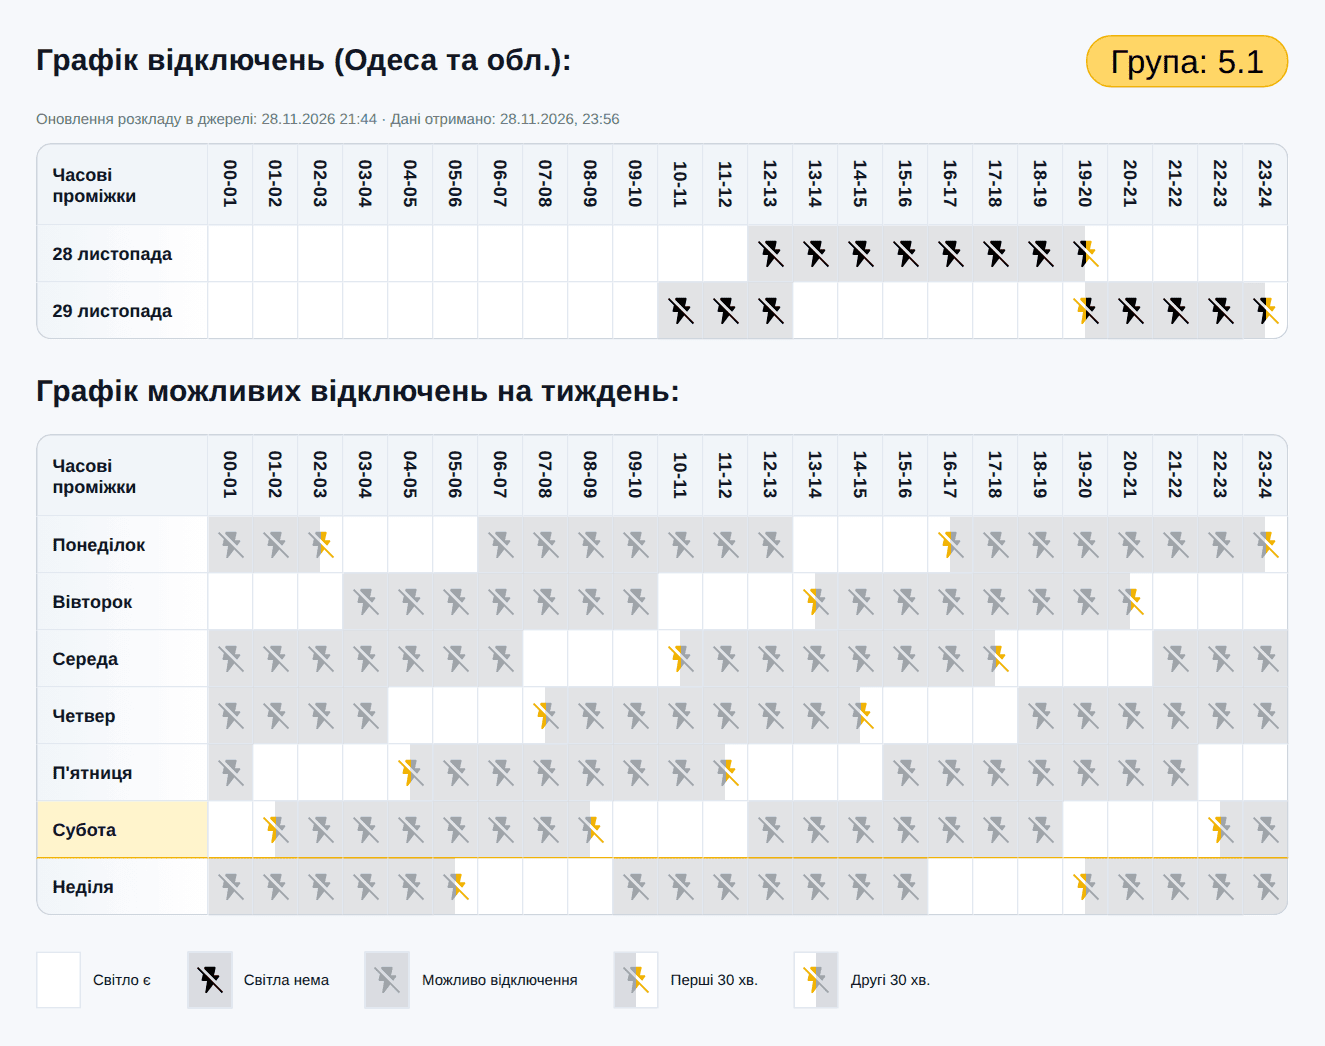 Графік відключень (Одеса та обл.):
Група: 5.1
Оновлення розкладу в джерелі: 28.11.2026 21:44 · Дані отримано: 28.11.2026, 23:56
Часові проміжки 00-01 01-02 02-03 03-04 04-05 05-06 06-07 07-08 08-09 09-10 10-11 11-12 12-13 13-14 14-15 15-16 16-17 17-18 18-19 19-20 20-21 21-22 22-23 23-24
28 листопада
29 листопада
Графік можливих відключень на тиждень:
Часові проміжки 00-01 01-02 02-03 03-04 04-05 05-06 06-07 07-08 08-09 09-10 10-11 11-12 12-13 13-14 14-15 15-16 16-17 17-18 18-19 19-20 20-21 21-22 22-23 23-24
Понеділок
Вівторок
Середа
Четвер
П'ятниця
Субота
Неділя
Світло є Світла нема Можливо відключення Перші 30 хв. Другі 30 хв.